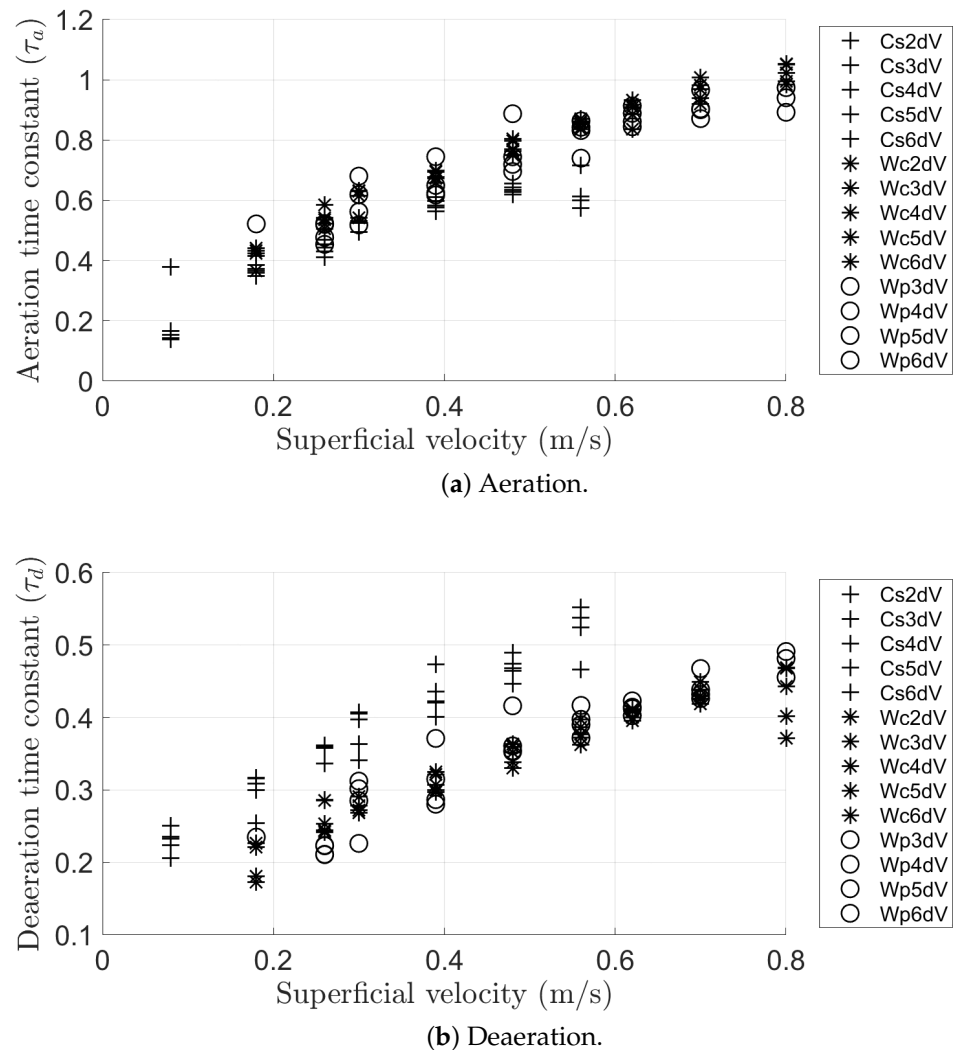 1.2
1
0.8
0.6
0.4
0.2
0
Aeration time constant (τa)
0 0.2 0.4 0.6 0.8
Superficial velocity (m/s)
Cs2dV
Cs3dV
Cs4dV
Cs5dV
Cs6dV
Wc2dV
Wc3dV
Wc4dV
Wc5dV
Wc6dV
Wp3dV
Wp4dV
Wp5dV
Wp6dV
(a) Aeration.
0.6
0.5
0.4
0.3
0.2
0.1
Deaeration time constant (τd)
0 0.2 0.4 0.6 0.8
Superficial velocity (m/s)
Cs2dV
Cs3dV
Cs4dV
Cs5dV
Cs6dV
Wc2dV
Wc3dV
Wc4dV
Wc5dV
Wc6dV
Wp3dV
Wp4dV
Wp5dV
Wp6dV
(b) Deaeration.